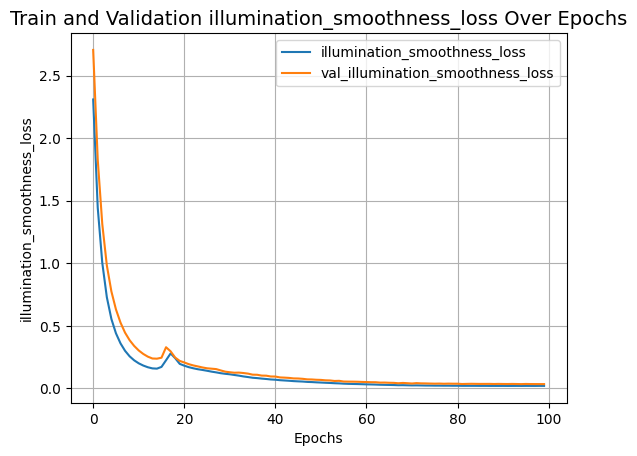 Train and Validation illumination_smoothness_loss Over Epochs
illumination_smoothness_loss
val_illumination_smoothness_loss
illumination_smoothness_loss
2.5
2.0
1.5
1.0
0.5
0.0
0 20 40 60 80 100
Epochs